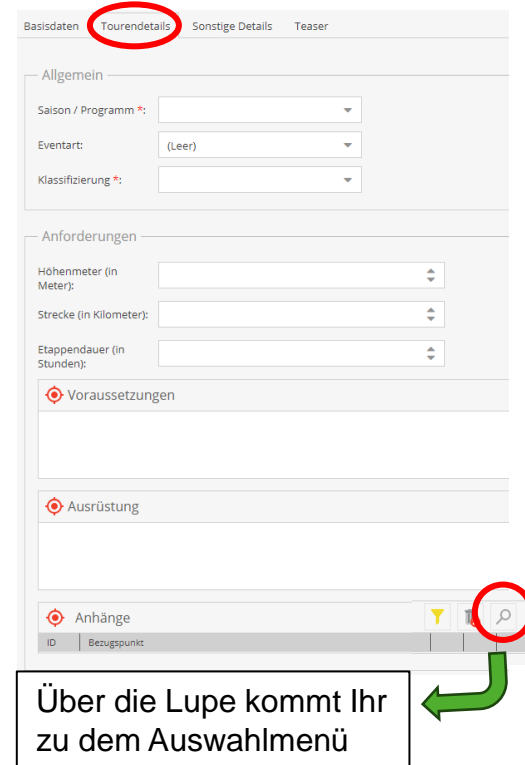 Basisdaten Tourendetails Sonstige Details Teaser
Allgemein
Saison / Programm *:
Eventart: (Leer)
Klassifizierung *:
Anforderungen
Höhenmeter (in
Meter):
Strecke (in Kilometer):
Etappendauer (in
Stunden):
Voraussetzungen
Ausrüstung
Anhänge
ID Bezugspunkt
Über die Lupe kommt Ihr
zu dem Auswahlmenü